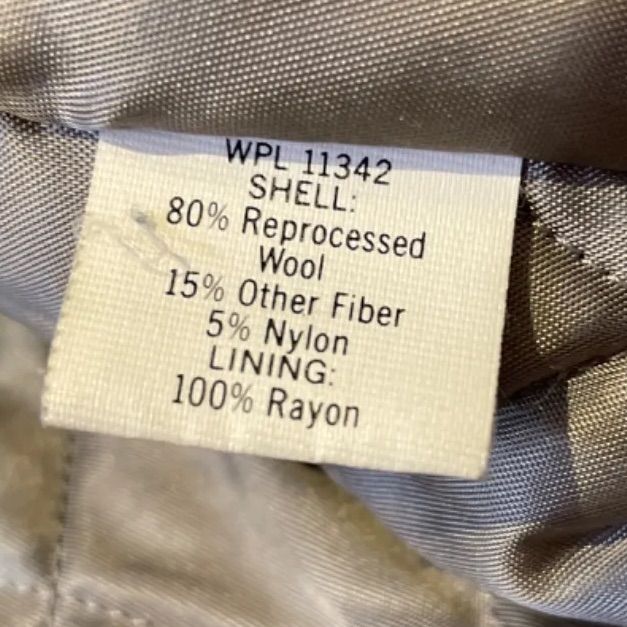 WPL 11342
SHELL:
80% Reprocessed
Wool
15% Other Fiber
5% Nylon
LINING:
100% Rayon